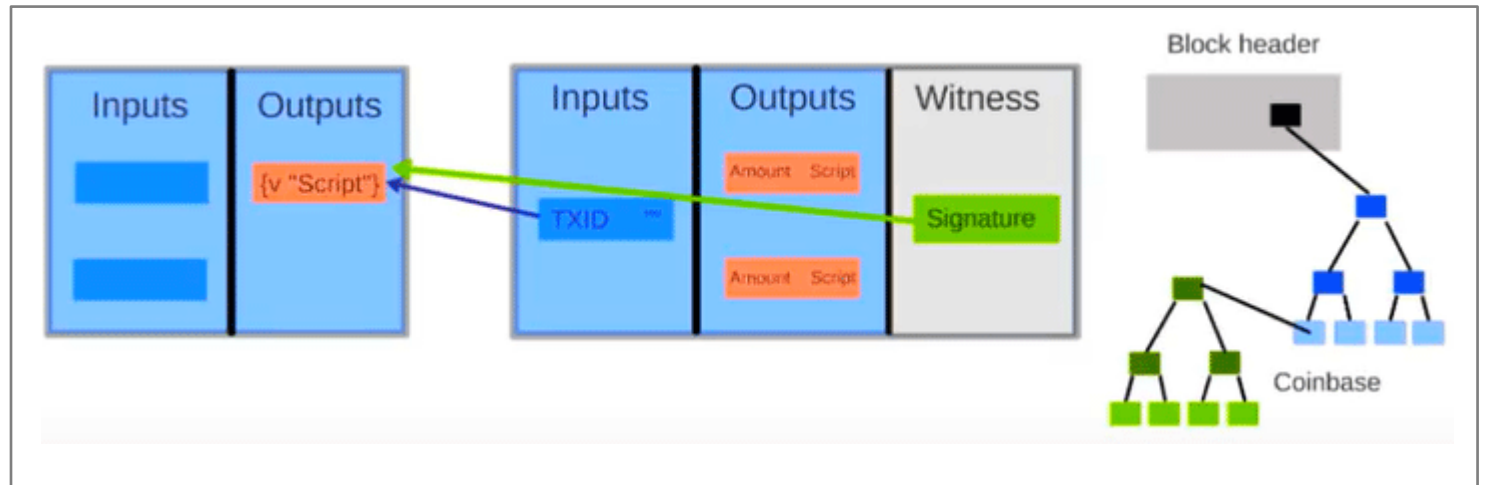 Block header
Inputs
Outputs
Inputs
Outputs
Witness
{v "Script"}
Amount Script
TXID ""
Signature
Amount Script
Coinbase